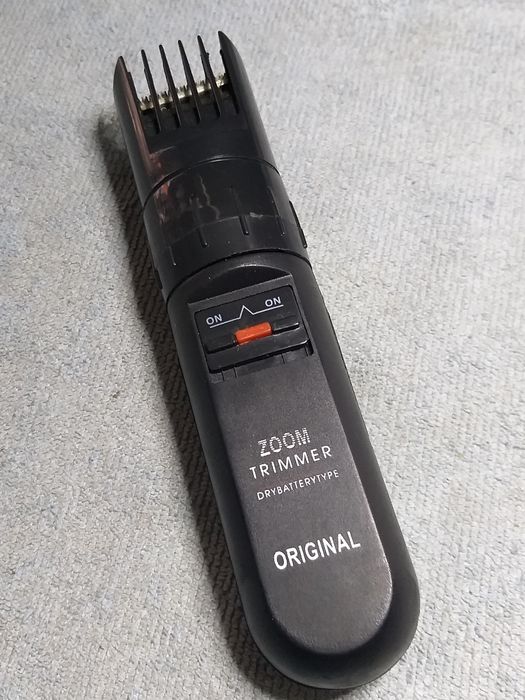 ON ON
ZOOM
TRIMMER
DRYBATTERYTYPE
ORIGINAL